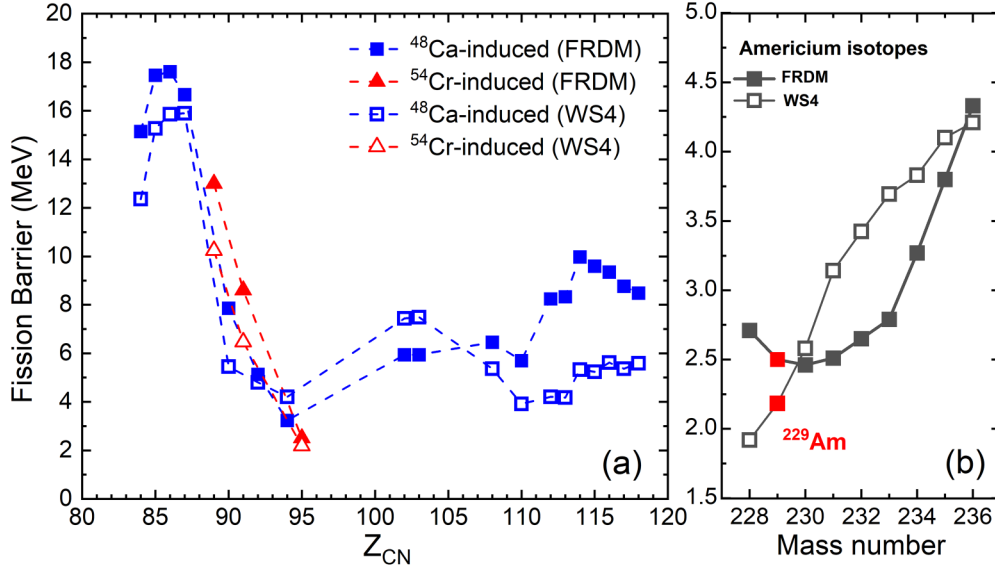 Fission Barrier (MeV)
20
18
16
14
12
10
8
6
4
2
0
⁴⁸Ca-induced (FRDM)
⁵⁴Cr-induced (FRDM)
⁴⁸Ca-induced (WS4)
⁵⁴Cr-induced (WS4)
(a)
80 85 90 95 100 105 110 115 120
Z_CN
5.0
4.5
4.0
3.5
3.0
2.5
2.0
1.5
Americium isotopes
FRDM
WS4
²²⁹Am
(b)
228 230 232 234 236
Mass number